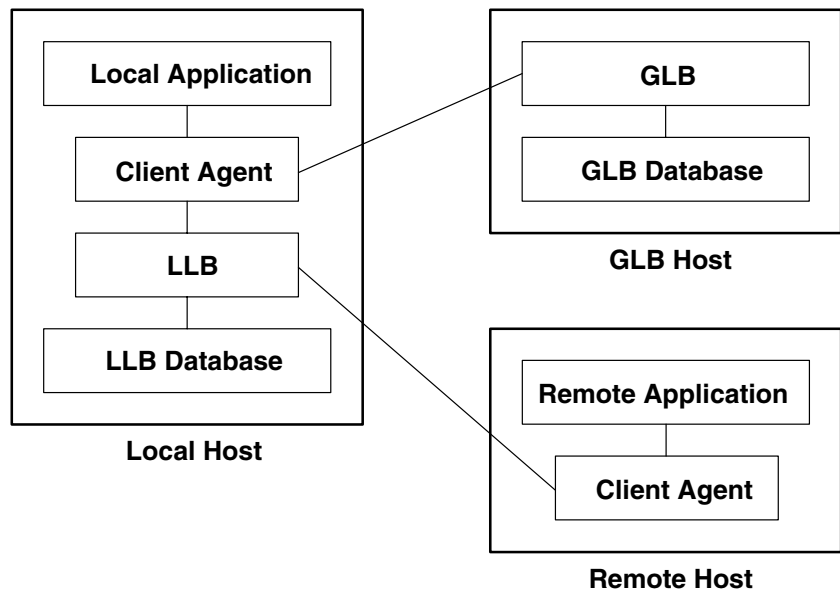 Local Application
Client Agent
LLB
LLB Database
Local Host
GLB
GLB Database
GLB Host
Remote Application
Client Agent
Remote Host